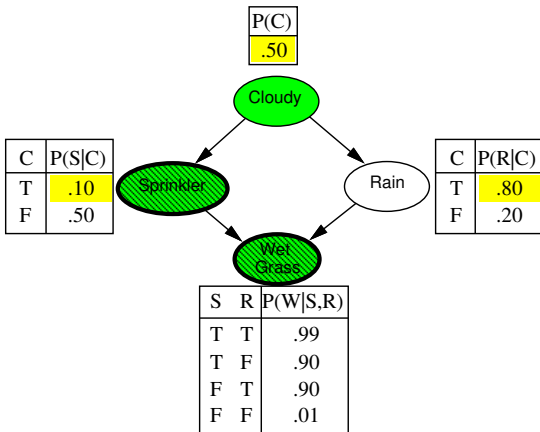 P(C)
.50
Cloudy
C P(S|C)
T .10
F .50
Sprinkler
Rain
C P(R|C)
T .80
F .20
Wet
Grass
S R P(W|S,R)
T T .99
T F .90
F T .90
F F .01